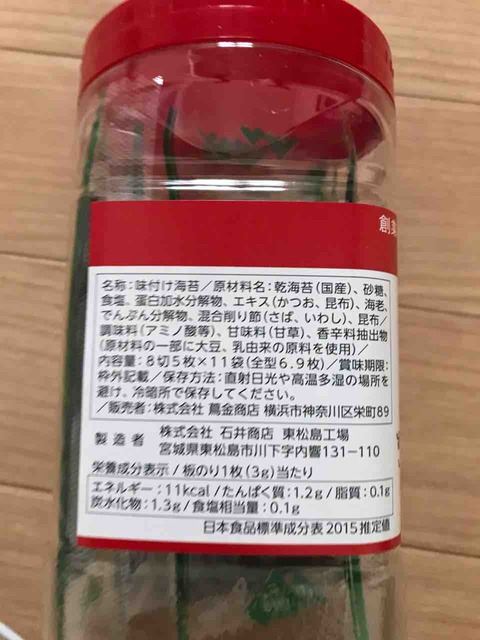 創業
名称:味付け海苔/原材料名:乾海苔(国産)、砂糖、
食塩、蛋白加水分解物、エキス(かつお、昆布)、海老、
でんぷん分解物、混合削り節(さば、いわし)、昆布/
調味料(アミノ酸等)、甘味料(甘草)、香辛料抽出物
(原材料の一部に大豆、乳由来の原料を使用)/
内容量:8切5枚×11袋(全型6.9枚)/賞味期限:
枠外記載/保存方法:直射日光や高温多湿の場所を
避け、冷暗所で保存してください。
/販売者:株式会社 蔦金商店 横浜市神奈川区栄町89
製造者 株式会社 石井商店 東松島工場
宮城県東松島市川下字内響131-110
栄養成分表示/板のり1枚(3g)当たり
エネルギー:11kcal/たんぱく質:1.2g/脂質:0.1g
炭水化物:1.3g/食塩相当量:0.1g
日本食品標準成分表2015推定値